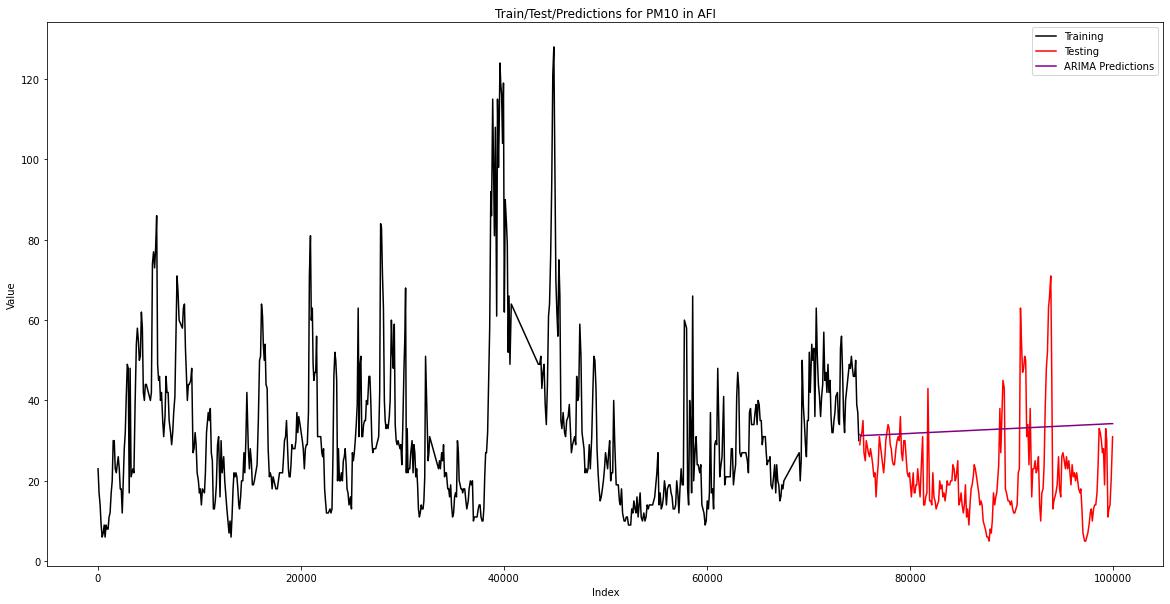 Train/Test/Predictions for PM10 in AFI
Training
Testing
ARIMA Predictions
Value
120
100
80
60
40
20
0
0 20000 40000 60000 80000 100000
Index